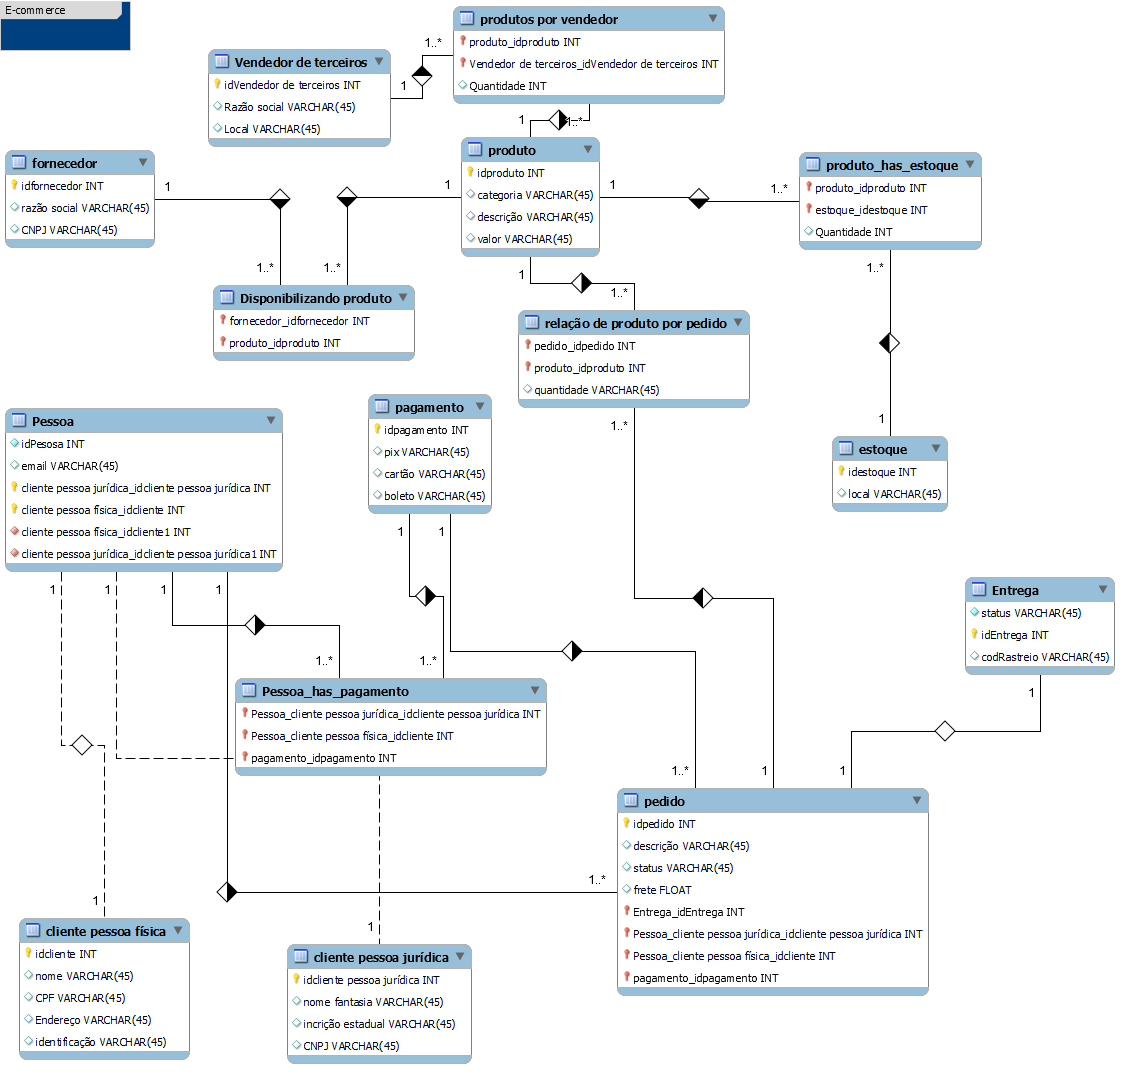 E-commerce
produtos por vendedor
produto_idproduto INT
Vendedor de terceiros_idVendedor de terceiros INT
Quantidade INT
1..*
1
Vendedor de terceiros
idVendedor de terceiros INT
Razão social VARCHAR(45)
Local VARCHAR(45)
1
1..*
produto
idproduto INT
categoria VARCHAR(45)
descrição VARCHAR(45)
valor VARCHAR(45)
fornecedor
idfornecedor INT
razão social VARCHAR(45)
CNPJ VARCHAR(45)
1
1
1
1..*
produto_has_estoque
produto_idproduto INT
estoque_idestoque INT
Quantidade INT
1..*
1..*
1
1..*
1..*
Disponibilizando produto
fornecedor_idfornecedor INT
produto_idproduto INT
relação de produto por pedido
pedido_idpedido INT
produto_idproduto INT
quantidade VARCHAR(45)
1..*
1
estoque
idestoque INT
local VARCHAR(45)
Pessoa
idPesosa INT
email VARCHAR(45)
cliente pessoa jurídica_idcliente pessoa jurídica INT
cliente pessoa física_idcliente INT
cliente pessoa física_idcliente1 INT
cliente pessoa jurídica_idcliente pessoa jurídica1 INT
pagamento
idpagamento INT
pix VARCHAR(45)
cartão VARCHAR(45)
boleto VARCHAR(45)
1
1
1
1
1
1
1..*
1..*
Entrega
status VARCHAR(45)
idEntrega INT
codRastreio VARCHAR(45)
1
Pessoa_has_pagamento
Pessoa_cliente pessoa jurídica_idcliente pessoa jurídica INT
Pessoa_cliente pessoa física_idcliente INT
pagamento_idpagamento INT
1..*
1
1
pedido
idpedido INT
descrição VARCHAR(45)
status VARCHAR(45)
frete FLOAT
Entrega_idEntrega INT
Pessoa_cliente pessoa jurídica_idcliente pessoa jurídica INT
Pessoa_cliente pessoa física_idcliente INT
pagamento_idpagamento INT
1..*
1
cliente pessoa física
idcliente INT
nome VARCHAR(45)
CPF VARCHAR(45)
Endereço VARCHAR(45)
identificação VARCHAR(45)
1
cliente pessoa jurídica
idcliente pessoa jurídica INT
nome fantasia VARCHAR(45)
incrição estadual VARCHAR(45)
CNPJ VARCHAR(45)